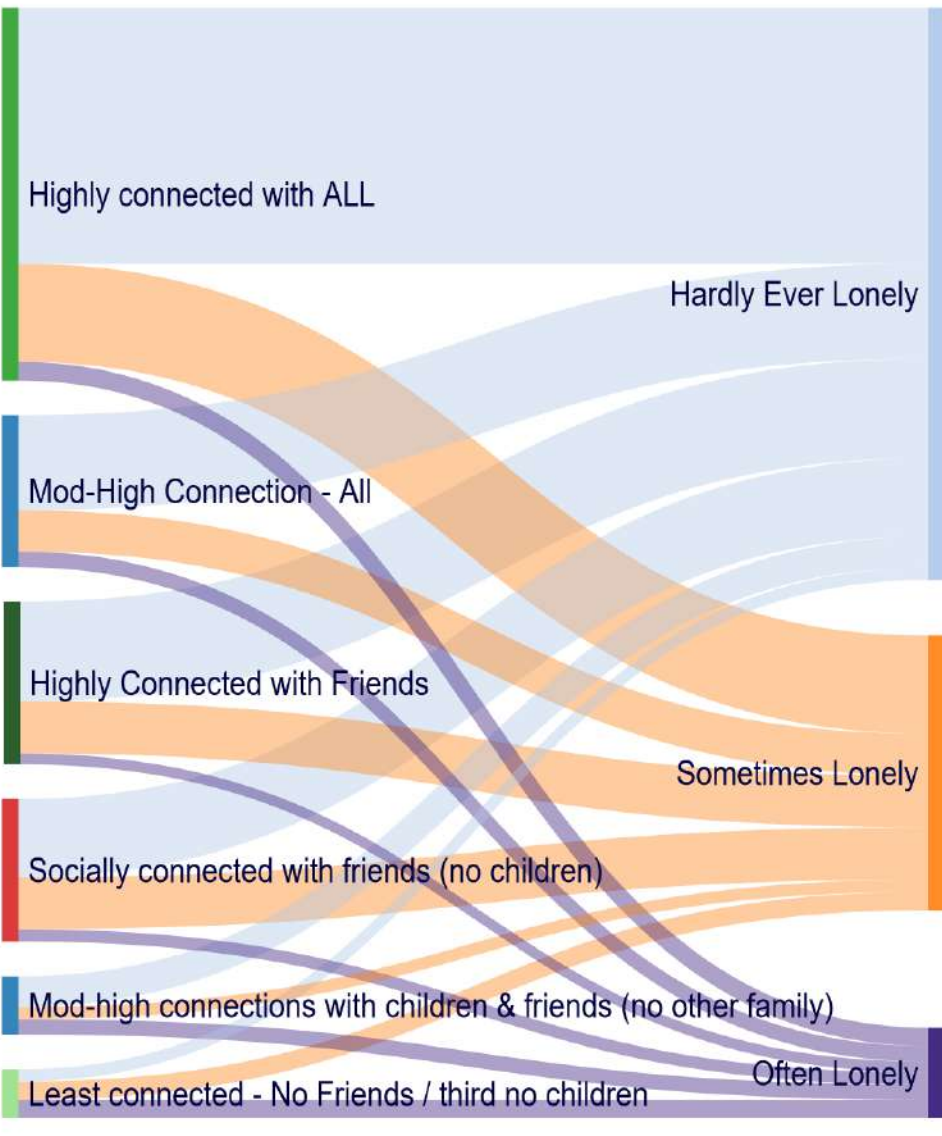 Highly connected with ALL
Hardly Ever Lonely
Mod-High Connection - All
Highly Connected with Friends
Sometimes Lonely
Socially connected with friends (no children)
Mod-high connections with children & friends (no other family)
Often Lonely
Least connected - No Friends / third no children